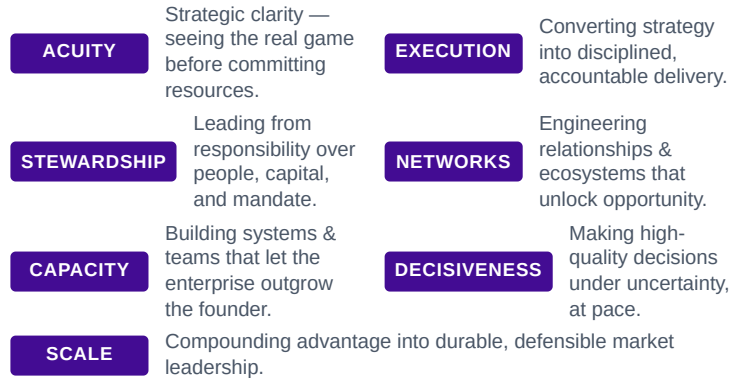 ACUITY
Strategic clarity —
seeing the real game
before committing
resources.
EXECUTION
Converting strategy
into disciplined,
accountable delivery.
STEWARDSHIP
Leading from
responsibility over
people, capital,
and mandate.
NETWORKS
Engineering
relationships &
ecosystems that
unlock opportunity.
CAPACITY
Building systems &
teams that let the
enterprise outgrow
the founder.
DECISIVENESS
Making high-
quality decisions
under uncertainty,
at pace.
SCALE
Compounding advantage into durable, defensible market
leadership.